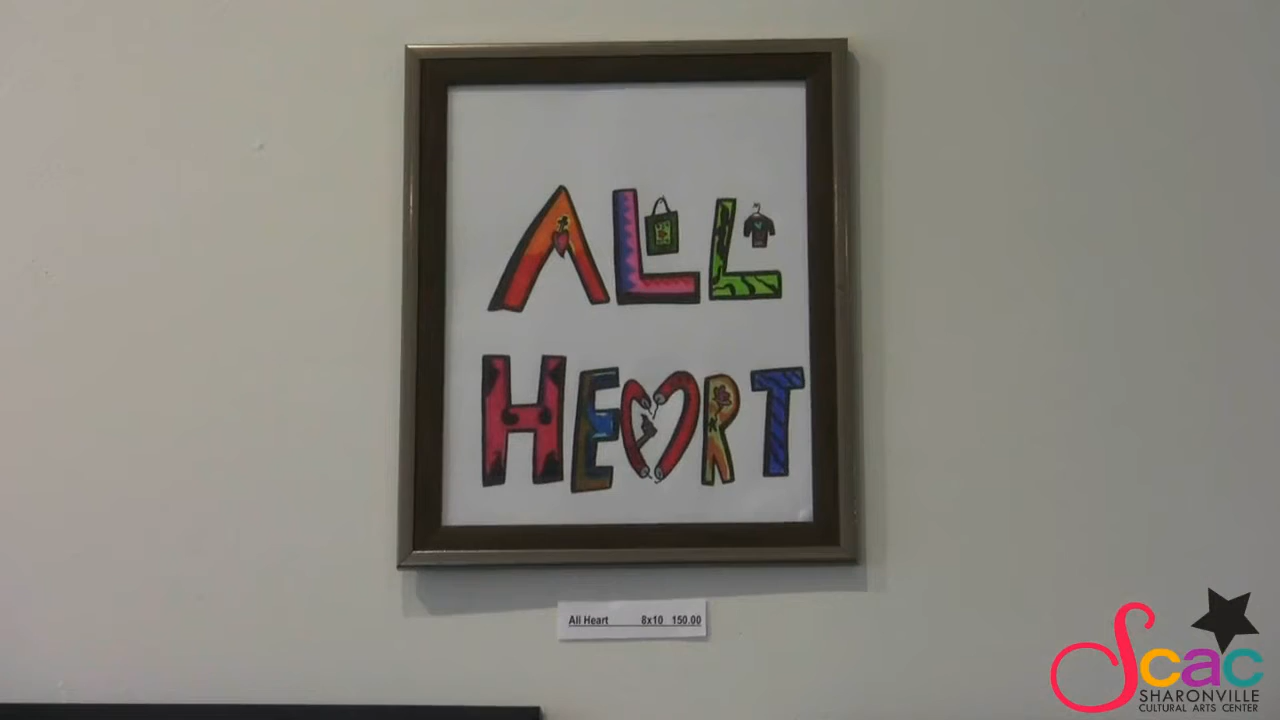 ALL
HEART
All Heart 8x10 150.00
Scac
SHARONVILLE
CULTURAL ARTS CENTER